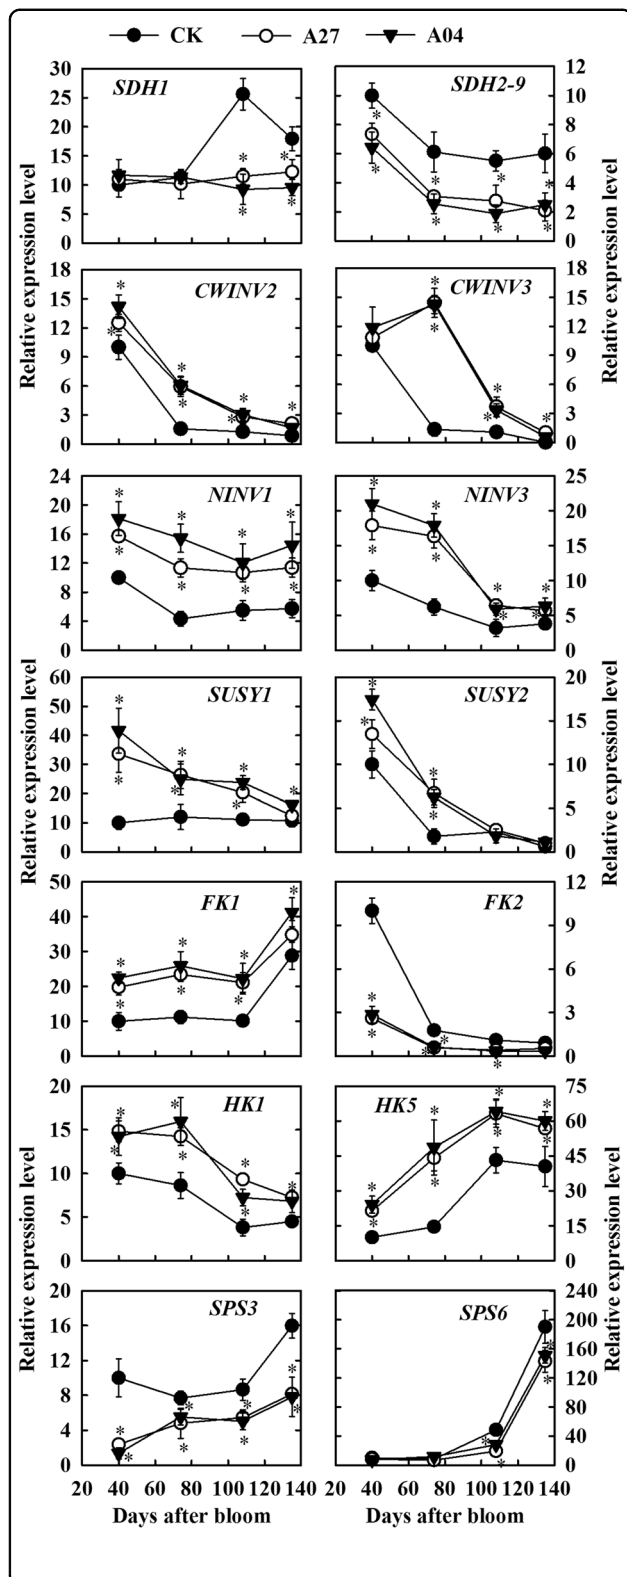 CK A27 A04
SDH1 SDH2-9
30 25 20 15 10 5 0
12 10 8 6 4 2 0
Relative expression level
Relative expression level
CWINV2 CWINV3
18 15 12 9 6 3 0
18 15 12 9 6 3 0
NINV1 NINV3
24 20 16 12 8 4 0
25 20 15 10 5 0
SUSY1 SUSY2
60 50 40 30 20 10 0
20 15 10 5 0
Relative expression level
Relative expression level
FK1 FK2
50 40 30 20 10 0
12 9 6 3 0
HK1 HK5
20 15 10 5 0
75 60 45 30 15 0
Relative expression level
Relative expression level
SPS3 SPS6
20 16 12 8 4 0
240 200 160 120 80 40 0
20 40 60 80 100 120 140 20 40 60 80 100 120 140
Days after bloom Days after bloom